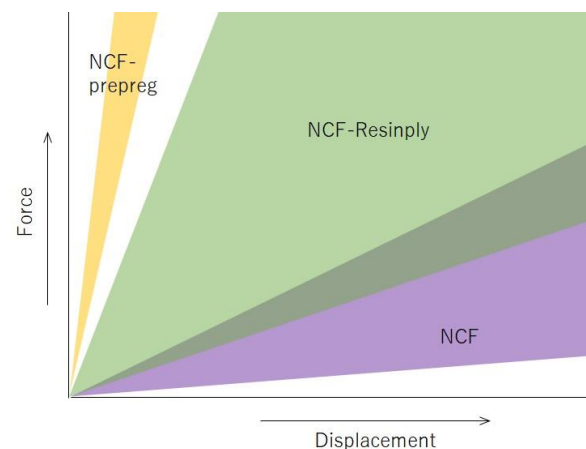 NCF-
prepreg
NCF-Resinply
Force
NCF
Displacement